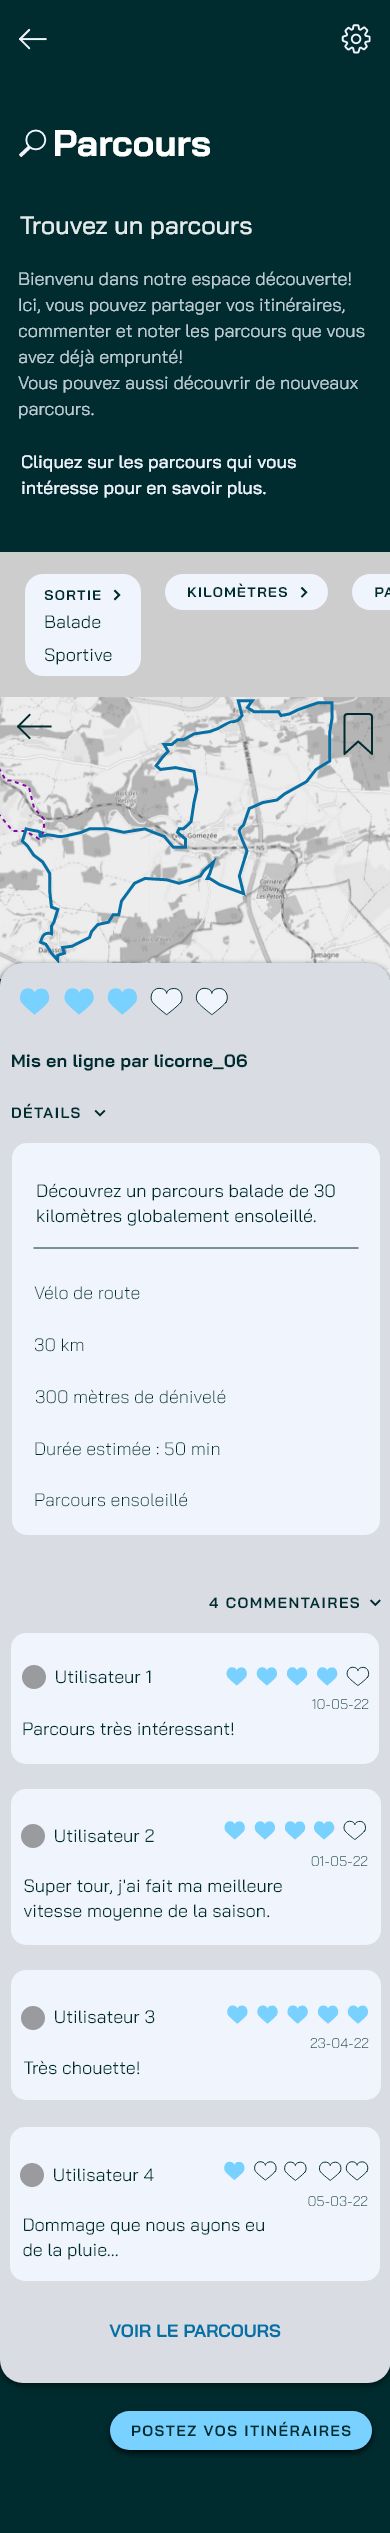 Parcours
Trouvez un parcours
Bienvenu dans notre espace découverte!
Ici, vous pouvez partager vos itinéraires,
commenter et noter les parcours que vous
avez déjà emprunté!
Vous pouvez aussi découvrir de nouveaux
parcours.
Cliquez sur les parcours qui vous
intéresse pour en savoir plus.
SORTIE
Balade
Sportive
KILOMÈTRES
PA
Gomezée
Mis en ligne par licorne_06
DÉTAILS
Découvrez un parcours balade de 30
kilomètres globalement ensoleillé.
Vélo de route
30 km
300 mètres de dénivelé
Durée estimée : 50 min
Parcours ensoleillé
4 COMMENTAIRES
Utilisateur 1
10-05-22
Parcours très intéressant!
Utilisateur 2
01-05-22
Super tour, j'ai fait ma meilleure
vitesse moyenne de la saison.
Utilisateur 3
23-04-22
Très chouette!
Utilisateur 4
05-03-22
Dommage que nous ayons eu
de la pluie...
VOIR LE PARCOURS
POSTEZ VOS ITINÉRAIRES